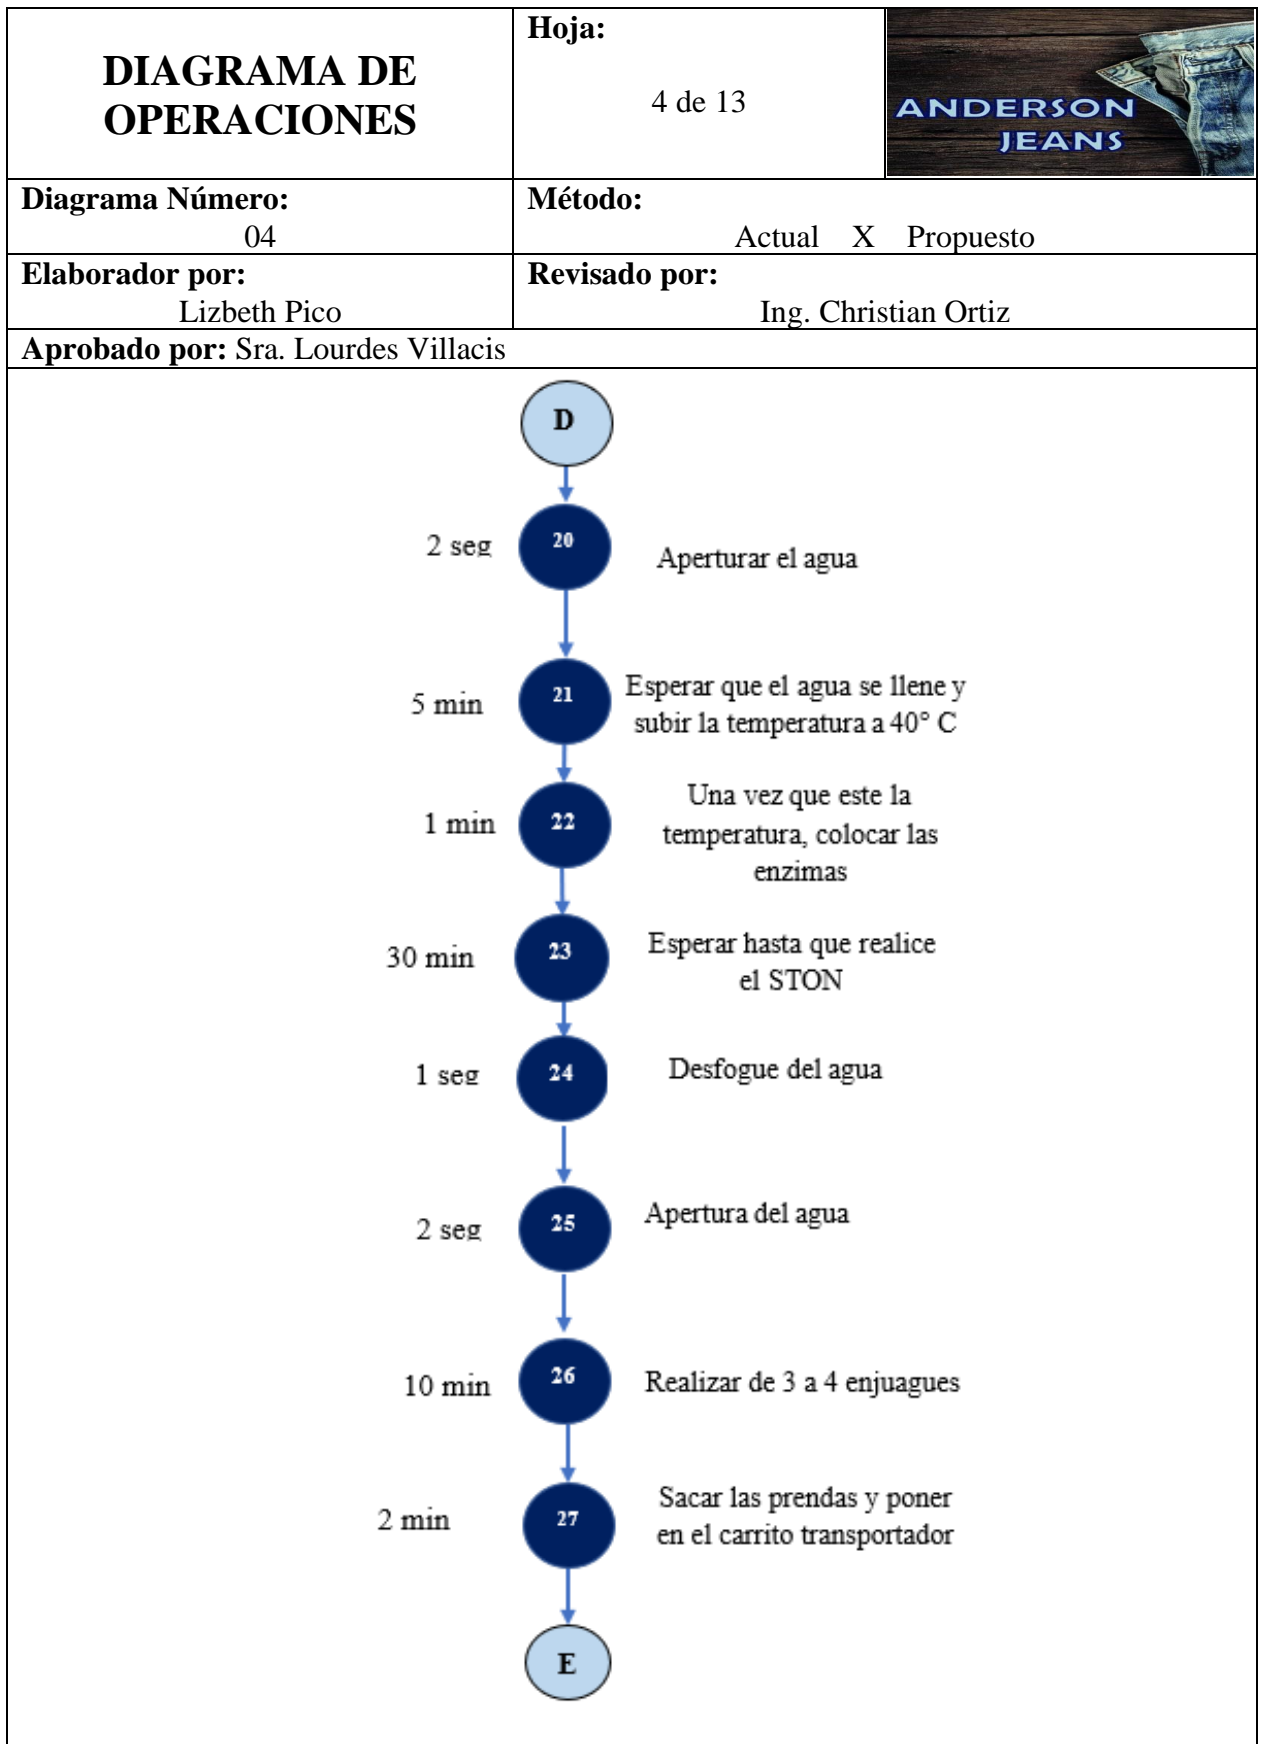 DIAGRAMA DE
OPERACIONES
Hoja:
4 de 13
ANDERSON
JEANS
Diagrama Número:
04
Método:
Actual X Propuesto
Elaborador por:
Lizbeth Pico
Revisado por:
Ing. Christian Ortiz
Aprobado por: Sra. Lourdes Villacis
D
2 seg
20
Aperturar el agua
5 min
21
Esperar que el agua se llene y
subir la temperatura a 40° C
1 min
22
Una vez que este la
temperatura, colocar las
enzimas
30 min
23
Esperar hasta que realice
el STON
1 seg
24
Desfogue del agua
2 seg
25
Apertura del agua
10 min
26
Realizar de 3 a 4 enjuagues
2 min
27
Sacar las prendas y poner
en el carrito transportador
E